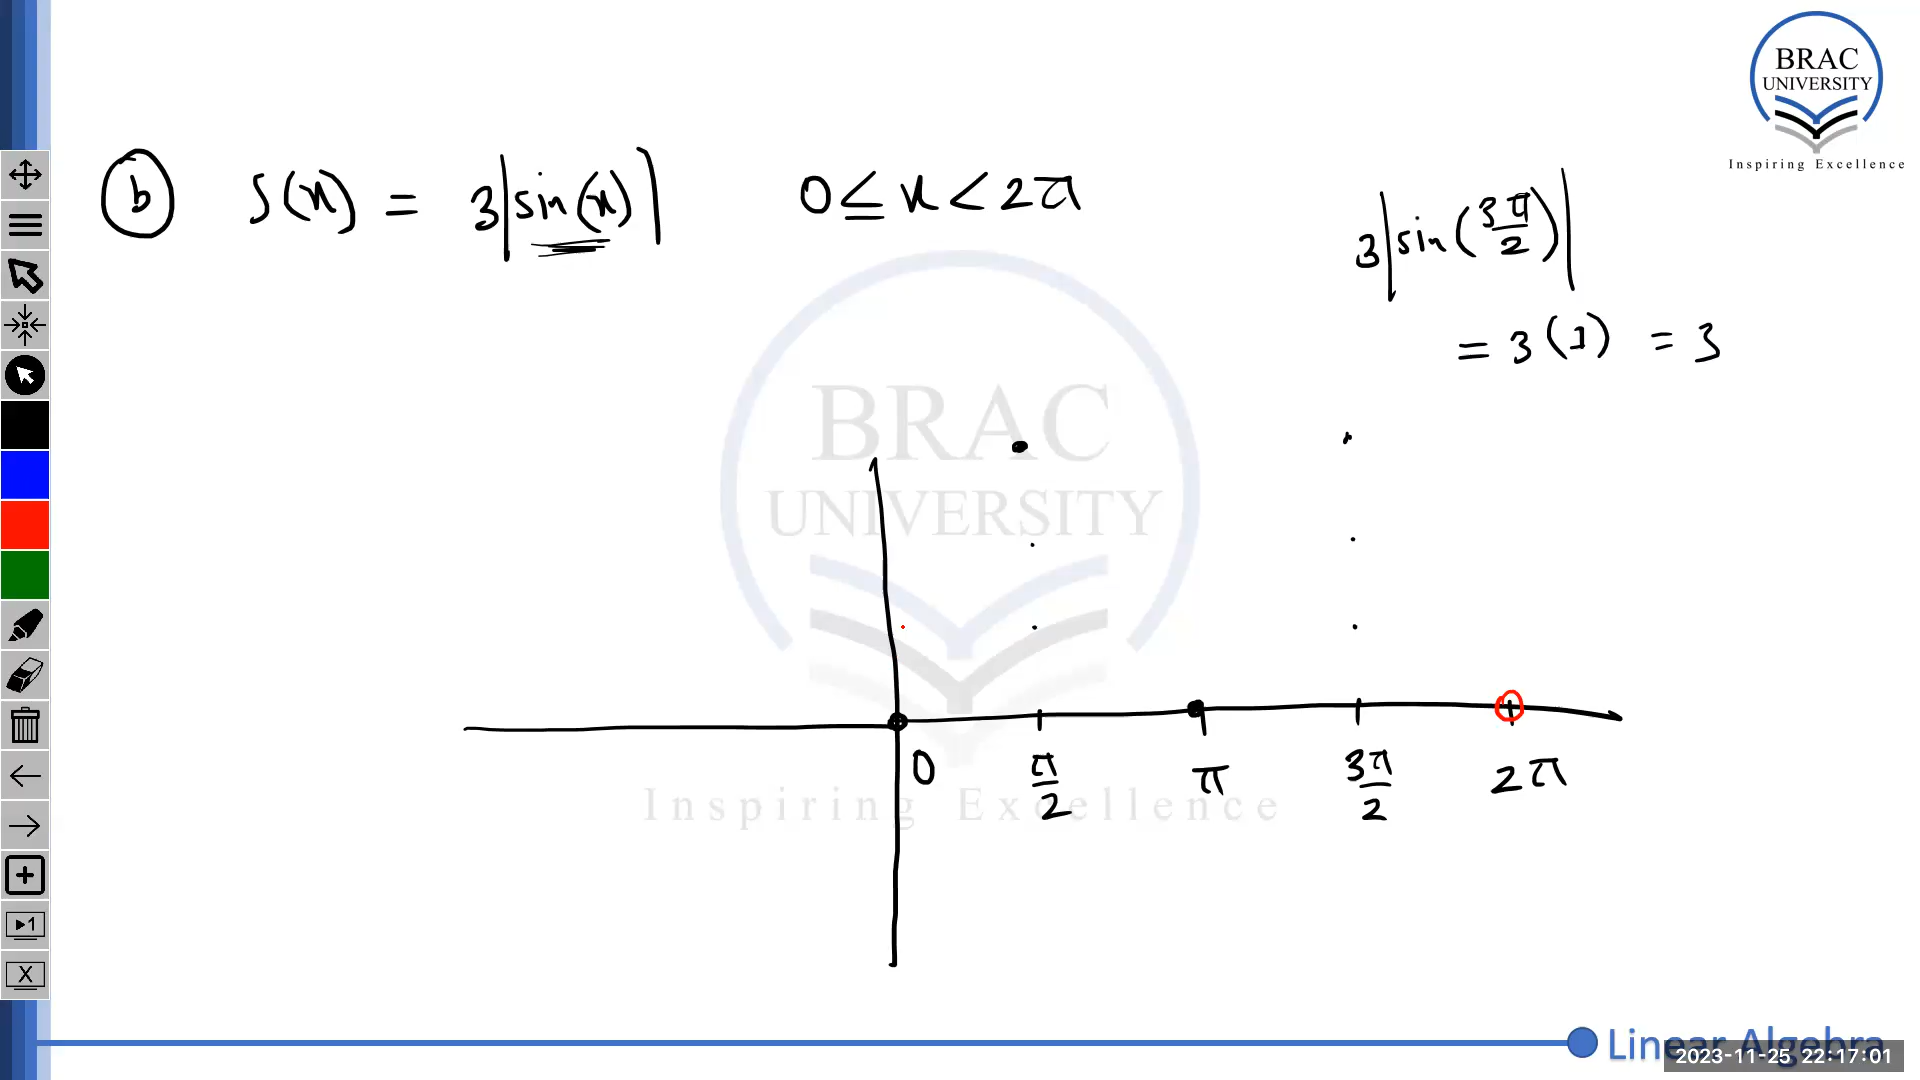 BRAC
UNIVERSITY
Inspiring Excellence
ⓑ f(x) = 3|sin(x)| 0 ≤ x < 2π
3|sin(3π/2)|
= 3(1) = 3
BRAC
UNIVERSITY
0 π/2 π 3π/2 2π
Inspiring Excellence
▶1
X
Linear Algebra
2023-11-25 22:17:01